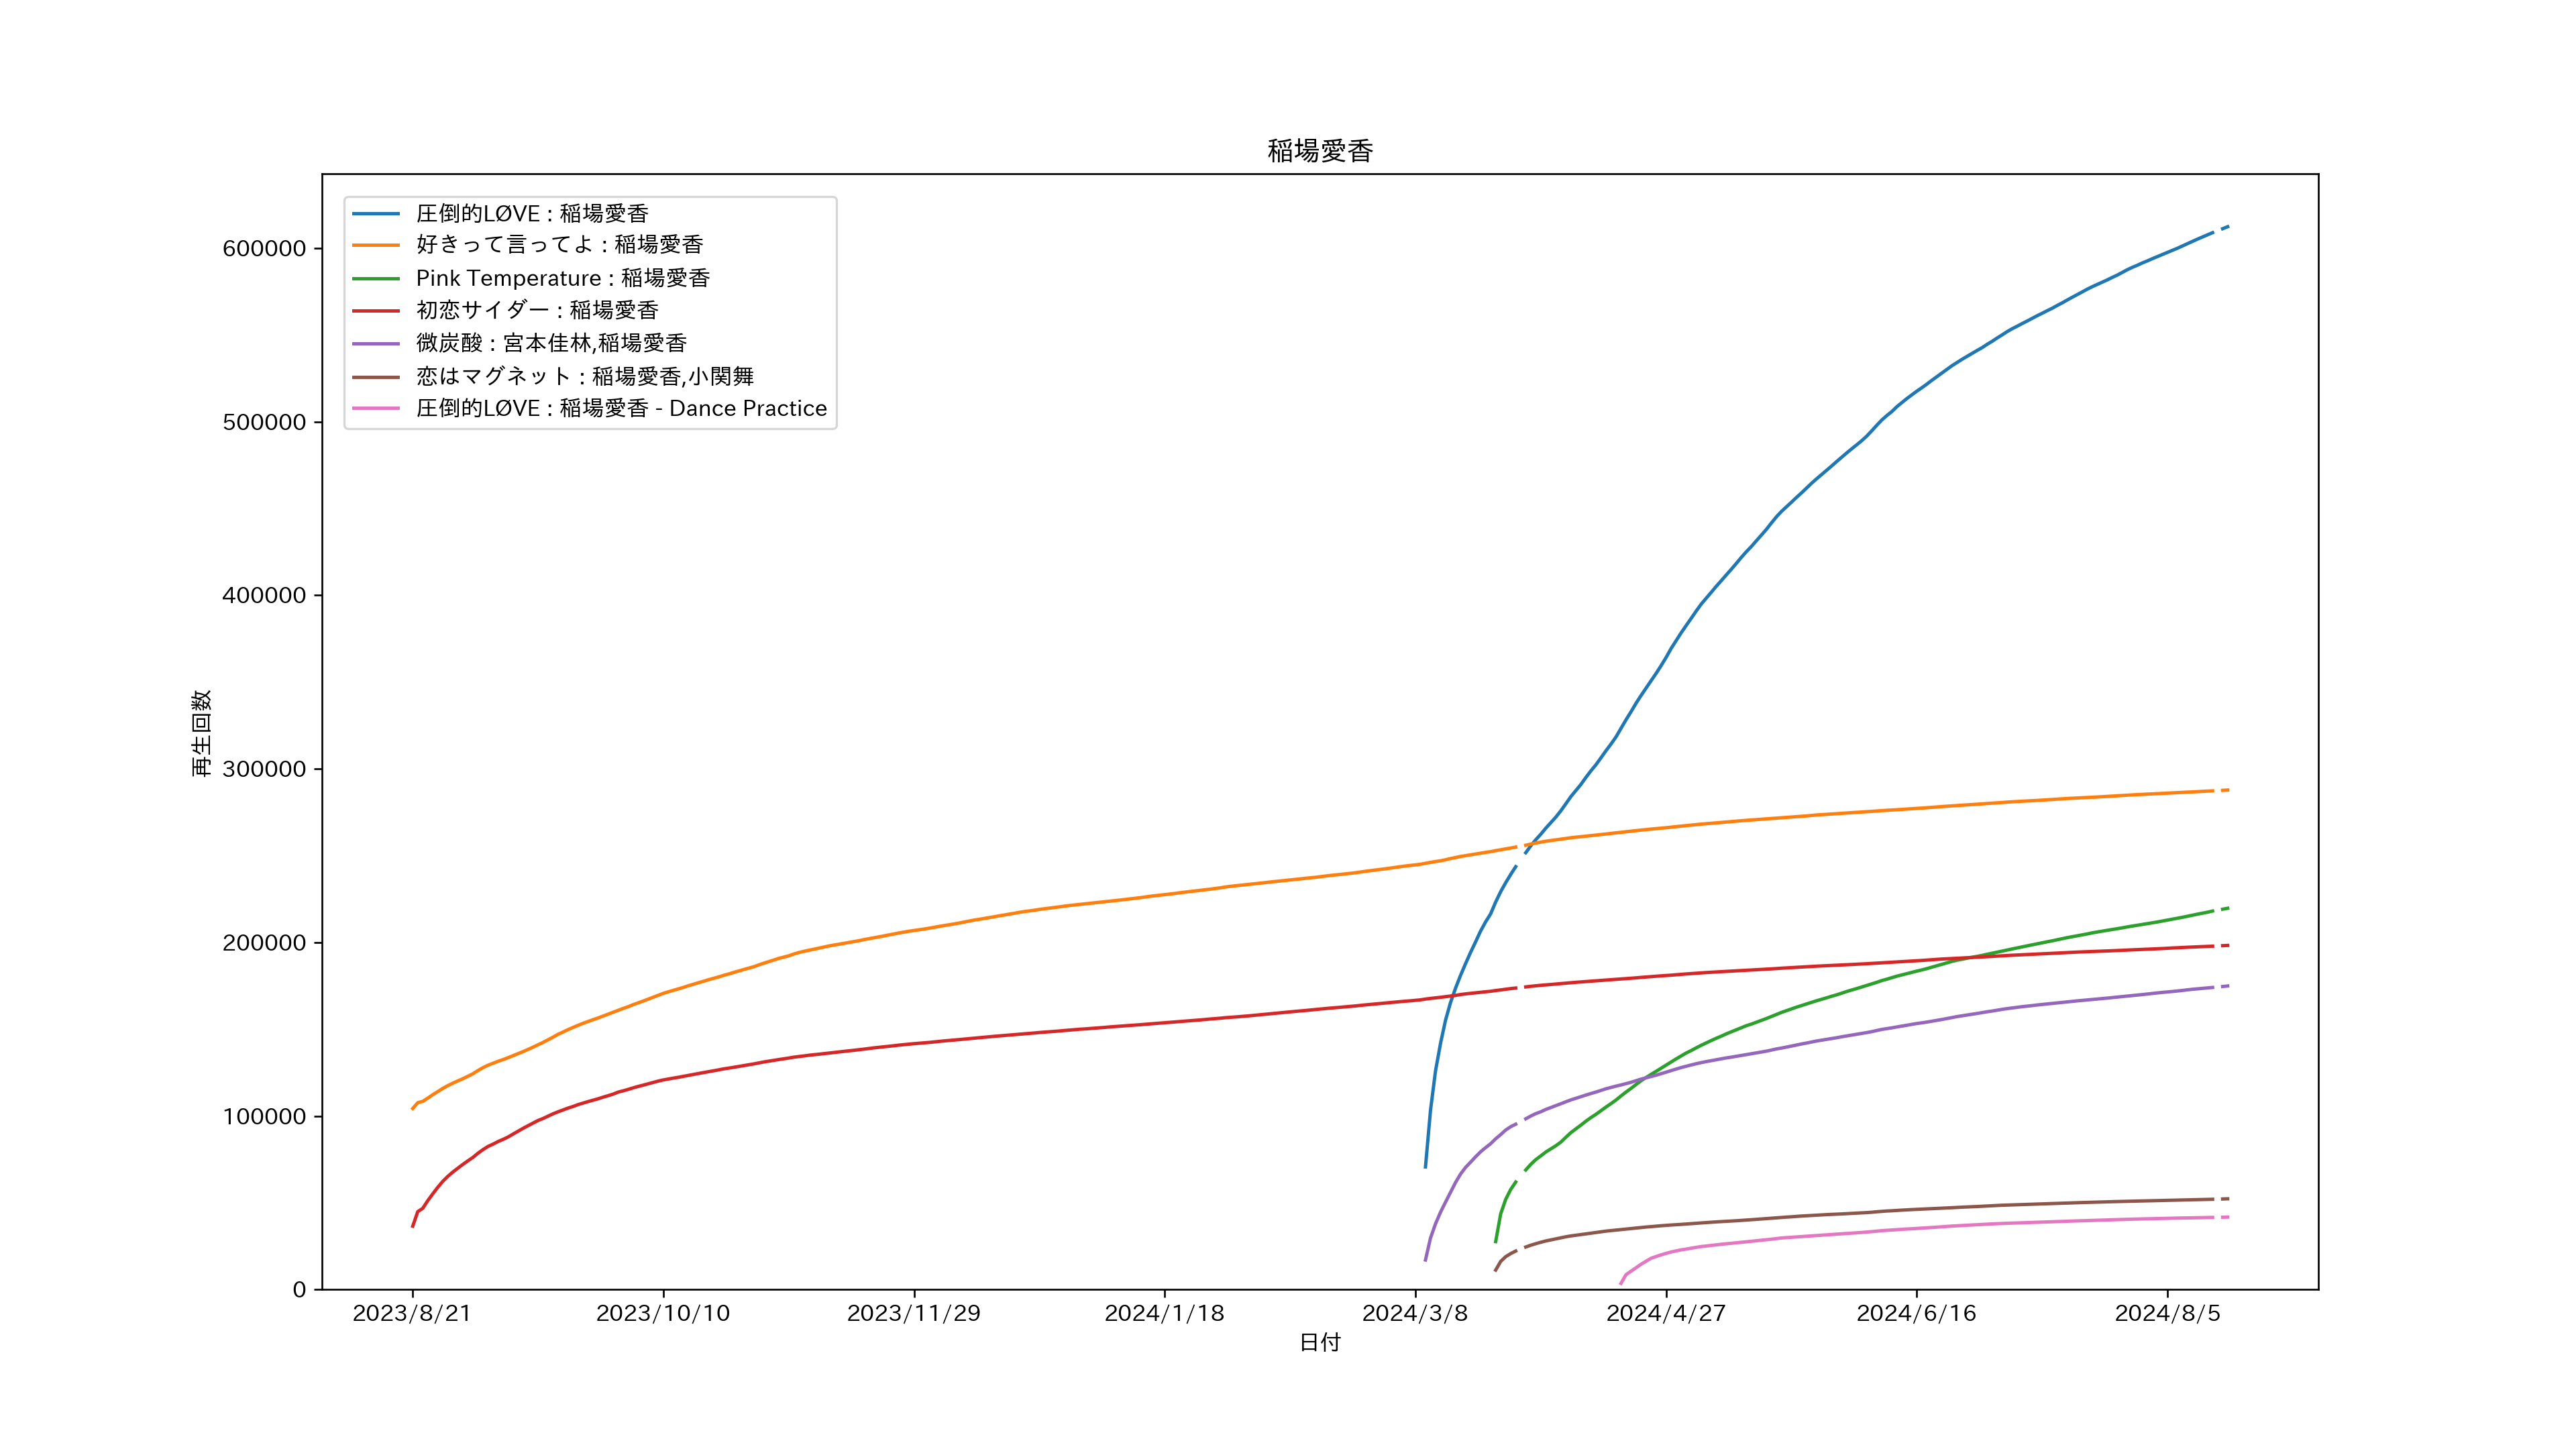 稲場愛香
圧倒的LØVE : 稲場愛香
好きって言ってよ : 稲場愛香
Pink Temperature : 稲場愛香
初恋サイダー : 稲場愛香
微炭酸 : 宮本佳林,稲場愛香
恋はマグネット : 稲場愛香,小関舞
圧倒的LØVE : 稲場愛香 - Dance Practice
再生回数
600000
500000
400000
300000
200000
100000
0
2023/8/21 2023/10/10 2023/11/29 2024/1/18 2024/3/8 2024/4/27 2024/6/16 2024/8/5
日付